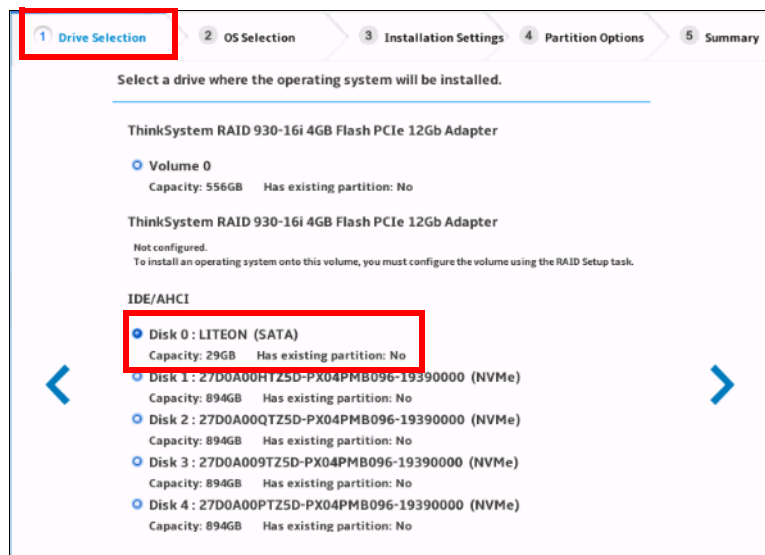 1 Drive Selection 2 OS Selection 3 Installation Settings 4 Partition Options 5 Summary
Select a drive where the operating system will be installed.
ThinkSystem RAID 930-16i 4GB Flash PCIe 12Gb Adapter
Volume 0
Capacity: 556GB Has existing partition: No
ThinkSystem RAID 930-16i 4GB Flash PCIe 12Gb Adapter
Not configured.
To install an operating system onto this volume, you must configure the volume using the RAID Setup task.
IDE/AHCI
Disk 0 : LITEON (SATA)
Capacity: 29GB Has existing partition: No
Disk 1 : 27D0A00HTZ5D-PX04PMB096-19390000 (NVMe)
Capacity: 894GB Has existing partition: No
Disk 2 : 27D0A00QTZ5D-PX04PMB096-19390000 (NVMe)
Capacity: 894GB Has existing partition: No
Disk 3 : 27D0A009TZ5D-PX04PMB096-19390000 (NVMe)
Capacity: 894GB Has existing partition: No
Disk 4 : 27D0A00PTZ5D-PX04PMB096-19390000 (NVMe)
Capacity: 894GB Has existing partition: No